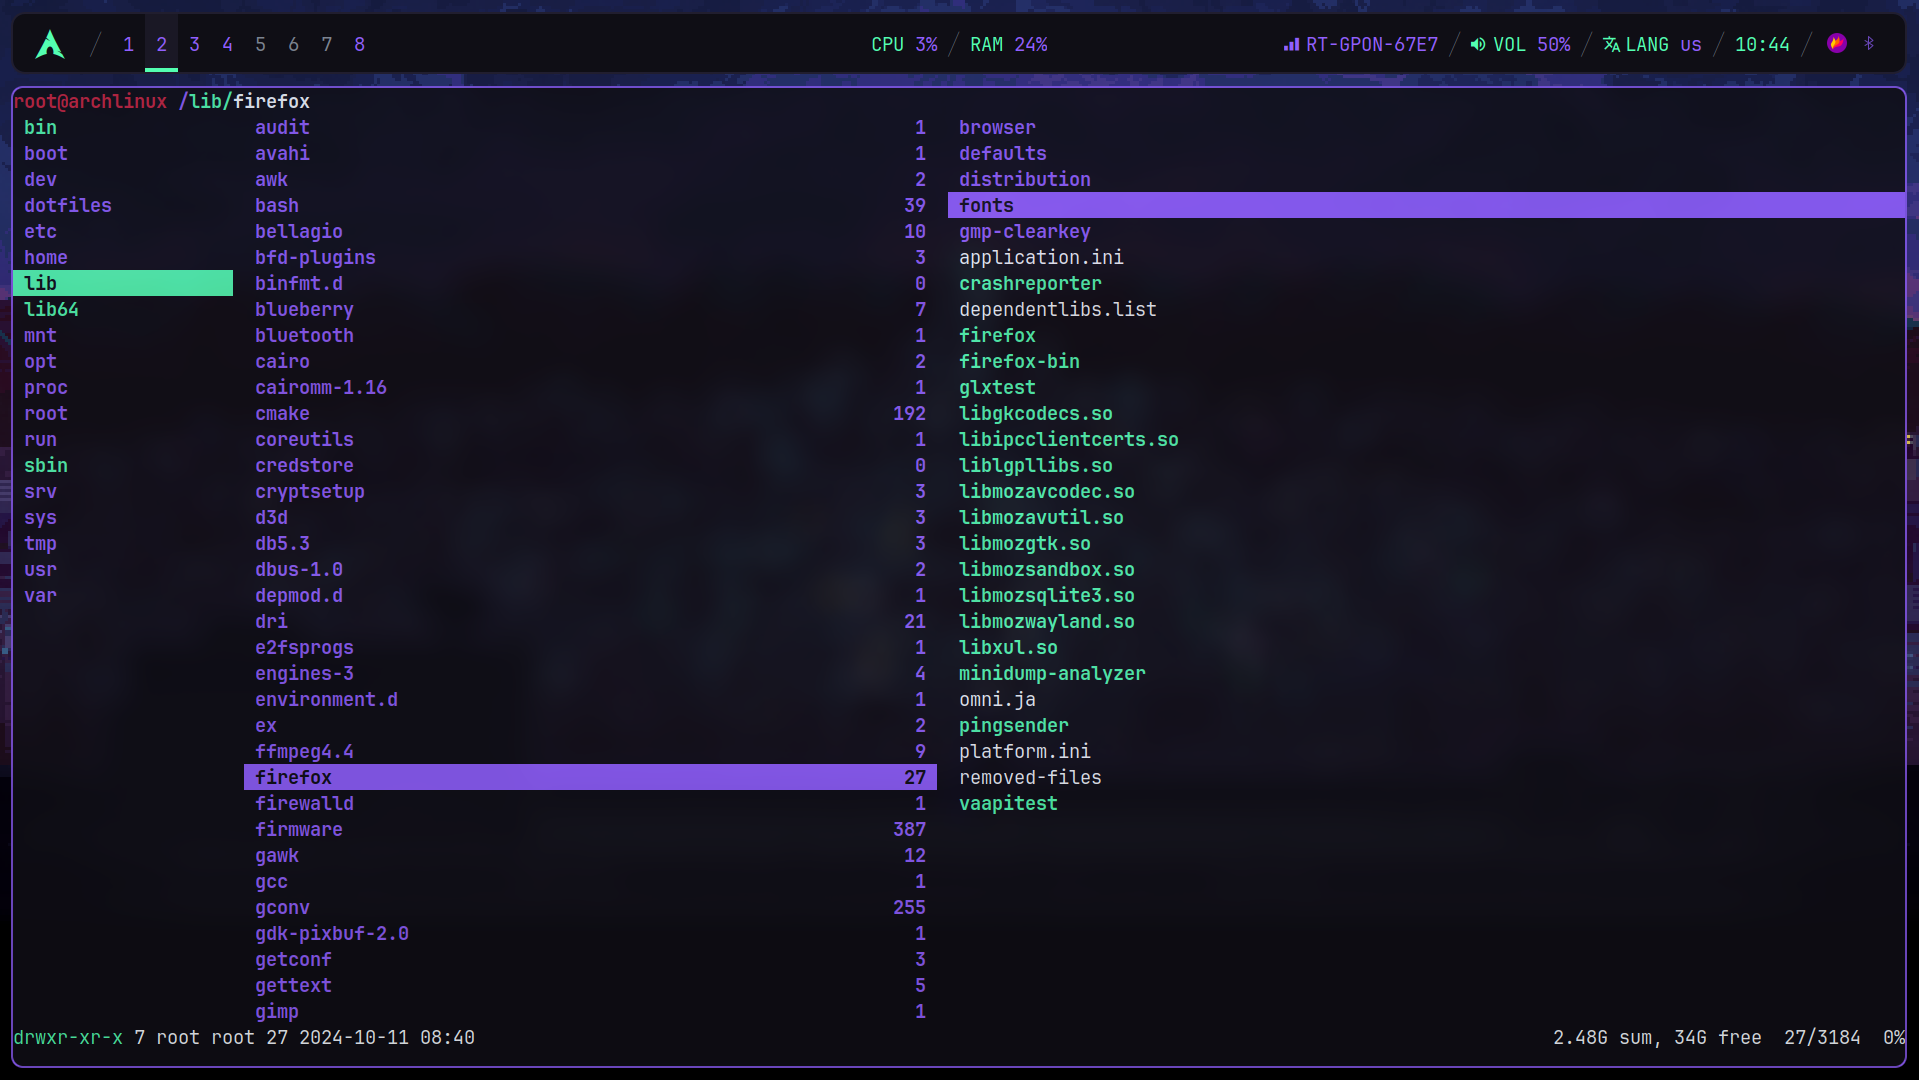 / 1 2 3 4 5 6 7 8 CPU 3% / RAM 24% RT-GPON-67E7 / VOL 50% / LANG us / 10:44 /
root@archlinux /lib/firefox
bin audit 1 browser
boot avahi 1 defaults
dev awk 2 distribution
dotfiles bash 39 fonts
etc bellagio 10 gmp-clearkey
home bfd-plugins 3 application.ini
lib binfmt.d 0 crashreporter
lib64 blueberry 7 dependentlibs.list
mnt bluetooth 1 firefox
opt cairo 2 firefox-bin
proc cairomm-1.16 1 glxtest
root cmake 192 libgkcodecs.so
run coreutils 1 libipcclientcerts.so
sbin credstore 0 liblgpllibs.so
srv cryptsetup 3 libmozavcodec.so
sys d3d 3 libmozavutil.so
tmp db5.3 3 libmozgtk.so
usr dbus-1.0 2 libmozsandbox.so
var depmod.d 1 libmozsqlite3.so
dri 21 libmozwayland.so
e2fsprogs 1 libxul.so
engines-3 4 minidump-analyzer
environment.d 1 omni.ja
ex 2 pingsender
ffmpeg4.4 9 platform.ini
firefox 27 removed-files
firewalld 1 vaapitest
firmware 387
gawk 12
gcc 1
gconv 255
gdk-pixbuf-2.0 1
getconf 3
gettext 5
gimp 1
drwxr-xr-x 7 root root 27 2024-10-11 08:40 2.48G sum, 34G free 27/3184 0%